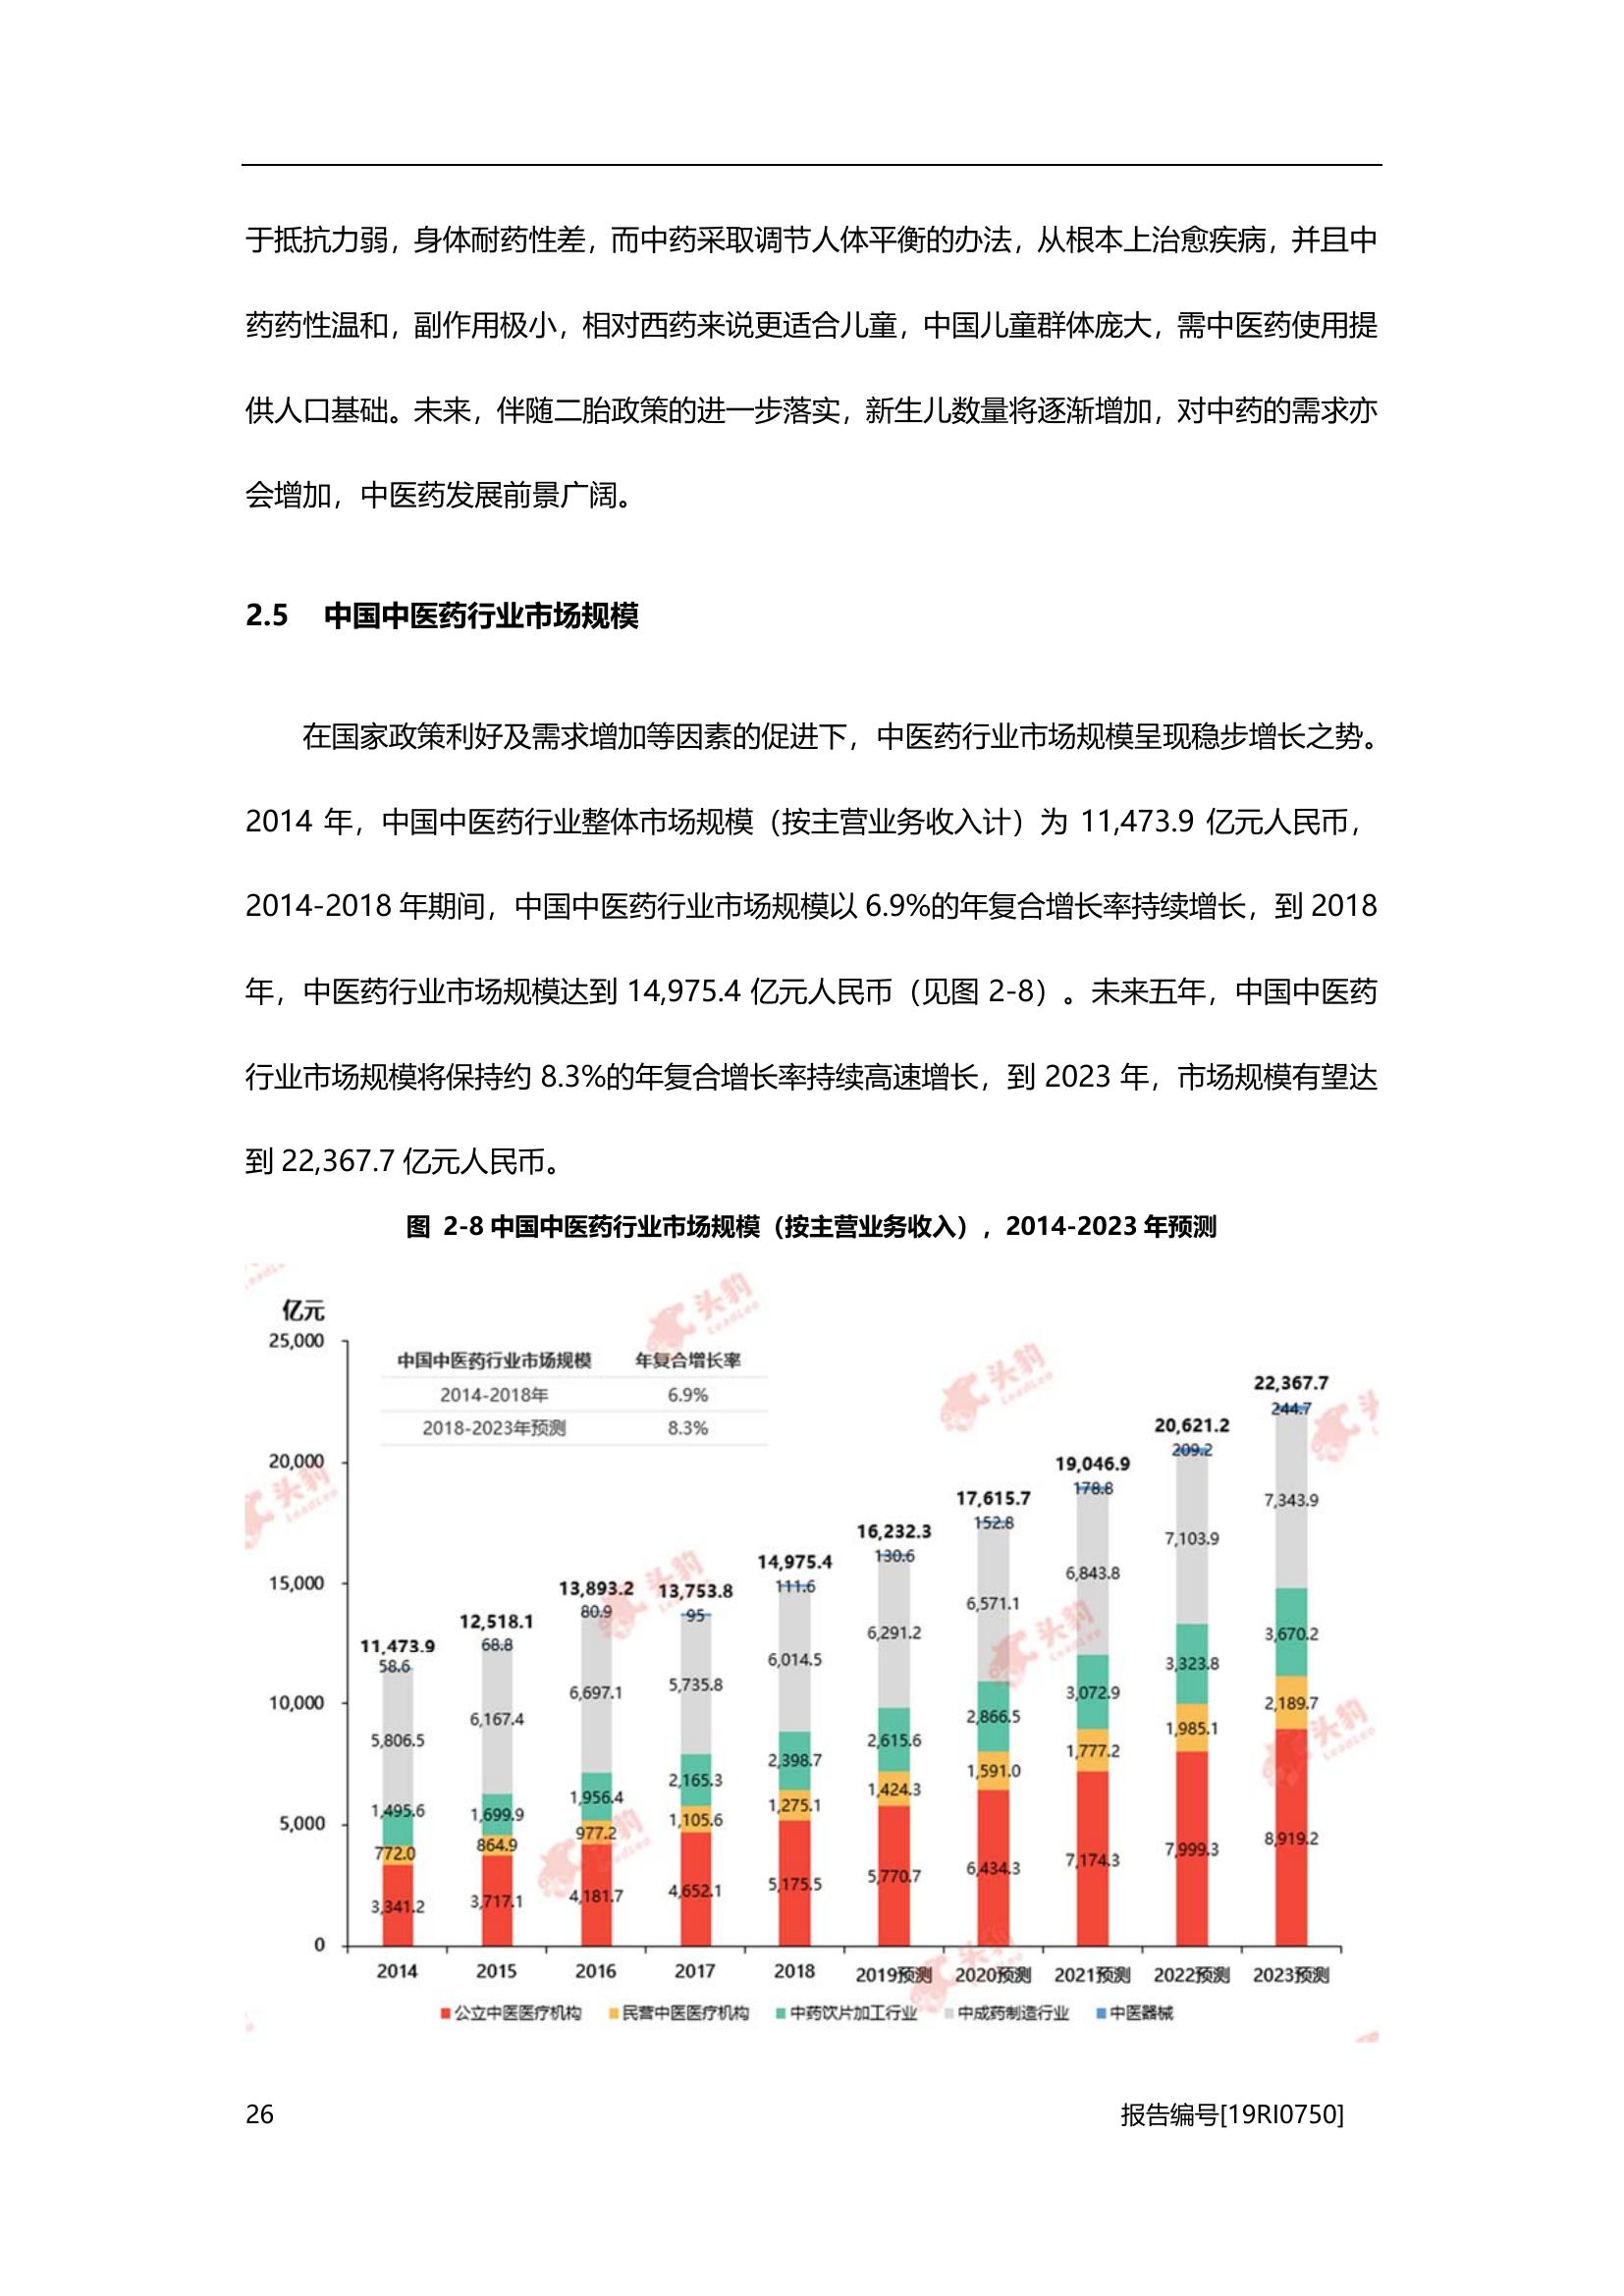 于抵抗力弱，身体耐药性差，而中药采取调节人体平衡的办法，从根本上治愈疾病，并且中
药药性温和，副作用极小，相对西药来说更适合儿童，中国儿童群体庞大，需中医药使用提
供人口基础。未来，伴随二胎政策的进一步落实，新生儿数量将逐渐增加，对中药的需求亦
会增加，中医药发展前景广阔。
2.5 中国中医药行业市场规模
在国家政策利好及需求增加等因素的促进下，中医药行业市场规模呈现稳步增长之势。
2014 年，中国中医药行业整体市场规模（按主营业务收入计）为 11,473.9 亿元人民币，
2014-2018 年期间，中国中医药行业市场规模以 6.9%的年复合增长率持续增长，到 2018
年，中医药行业市场规模达到 14,975.4 亿元人民币（见图 2-8）。未来五年，中国中医药
行业市场规模将保持约 8.3%的年复合增长率持续高速增长，到 2023 年，市场规模有望达
到 22,367.7 亿元人民币。
图 2-8 中国中医药行业市场规模（按主营业务收入），2014-2023 年预测
亿元
25,000
20,000
15,000
10,000
5,000
0
中国中医药行业市场规模 年复合增长率
2014-2018年 6.9%
2018-2023年预测 8.3%
11,473.9 12,518.1 13,893.2 13,753.8 14,975.4 16,232.3 17,615.7 19,046.9 20,621.2 22,367.7
58.6 68.8 80.9 95 111.6 130.6 152.8 178.8 209.2 244.7
5,806.5 6,167.4 6,697.1 5,735.8 6,014.5 6,291.2 6,571.1 6,843.8 7,103.9 7,343.9
1,495.6 1,699.9 1,956.4 2,165.3 2,398.7 2,615.6 2,866.5 3,072.9 3,323.8 3,670.2
772.0 864.9 977.2 1,105.6 1,275.1 1,424.3 1,591.0 1,777.2 1,985.1 2,189.7
3,341.2 3,717.1 4,181.7 4,652.1 5,175.5 5,770.7 6,434.3 7,174.3 7,999.3 8,919.2
2014 2015 2016 2017 2018 2019预测 2020预测 2021预测 2022预测 2023预测
公立中医医疗机构 民营中医医疗机构 中药饮片加工行业 中成药制造行业 中医器械
头豹
LeadLeo
头豹
LeadLeo
头豹
LeadLeo
头豹
头豹
LeadLeo
头豹
LeadLeo
头豹
26 报告编号[19RI0750]